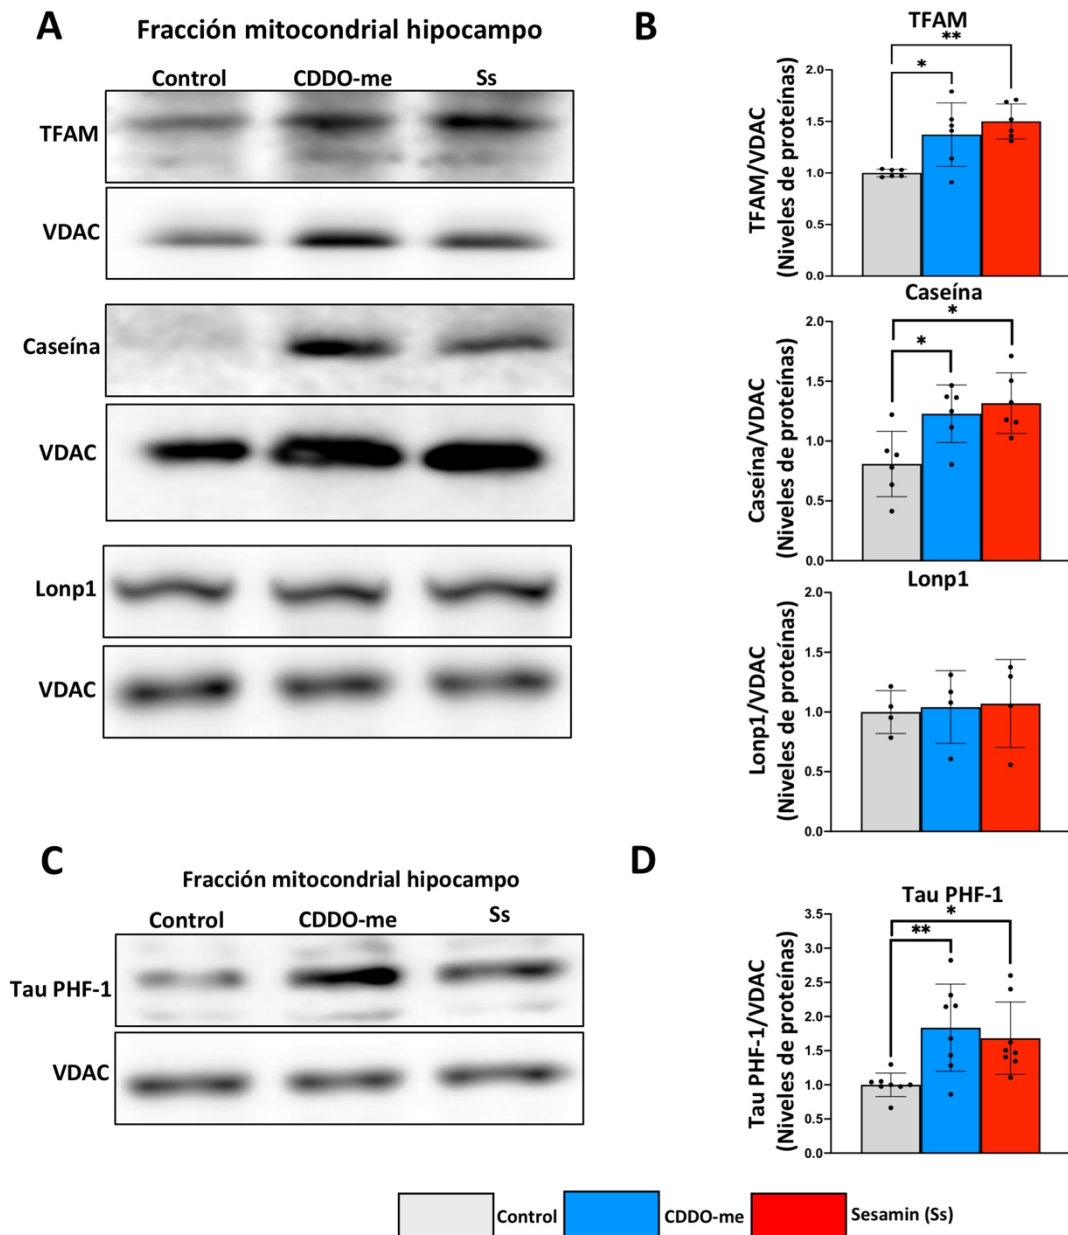 A
Fracción mitocondrial hipocampo
Control CDDO-me Ss
TFAM
VDAC
Caseína
VDAC
Lonp1
VDAC
B
TFAM
**
*
TFAM/VDAC
(Niveles de proteínas)
2.0
1.5
1.0
0.5
0.0
Caseína
*
*
Caseína/VDAC
(Niveles de proteínas)
2.0
1.5
1.0
0.5
0.0
Lonp1
Lonp1/VDAC
(Niveles de proteínas)
2.0
1.5
1.0
0.5
0.0
C
Fracción mitocondrial hipocampo
Control CDDO-me Ss
Tau PHF-1
VDAC
D
Tau PHF-1
*
**
Tau PHF-1/VDAC
(Niveles de proteínas)
3.5
3.0
2.5
2.0
1.5
1.0
0.5
0.0
Control CDDO-me Sesamin (Ss)